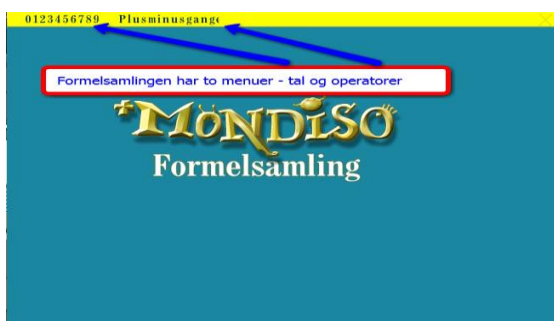 0123456789 Plusminusgange
Formelsamlingen har to menuer - tal og operatorer
MONDISO
Formelsamling